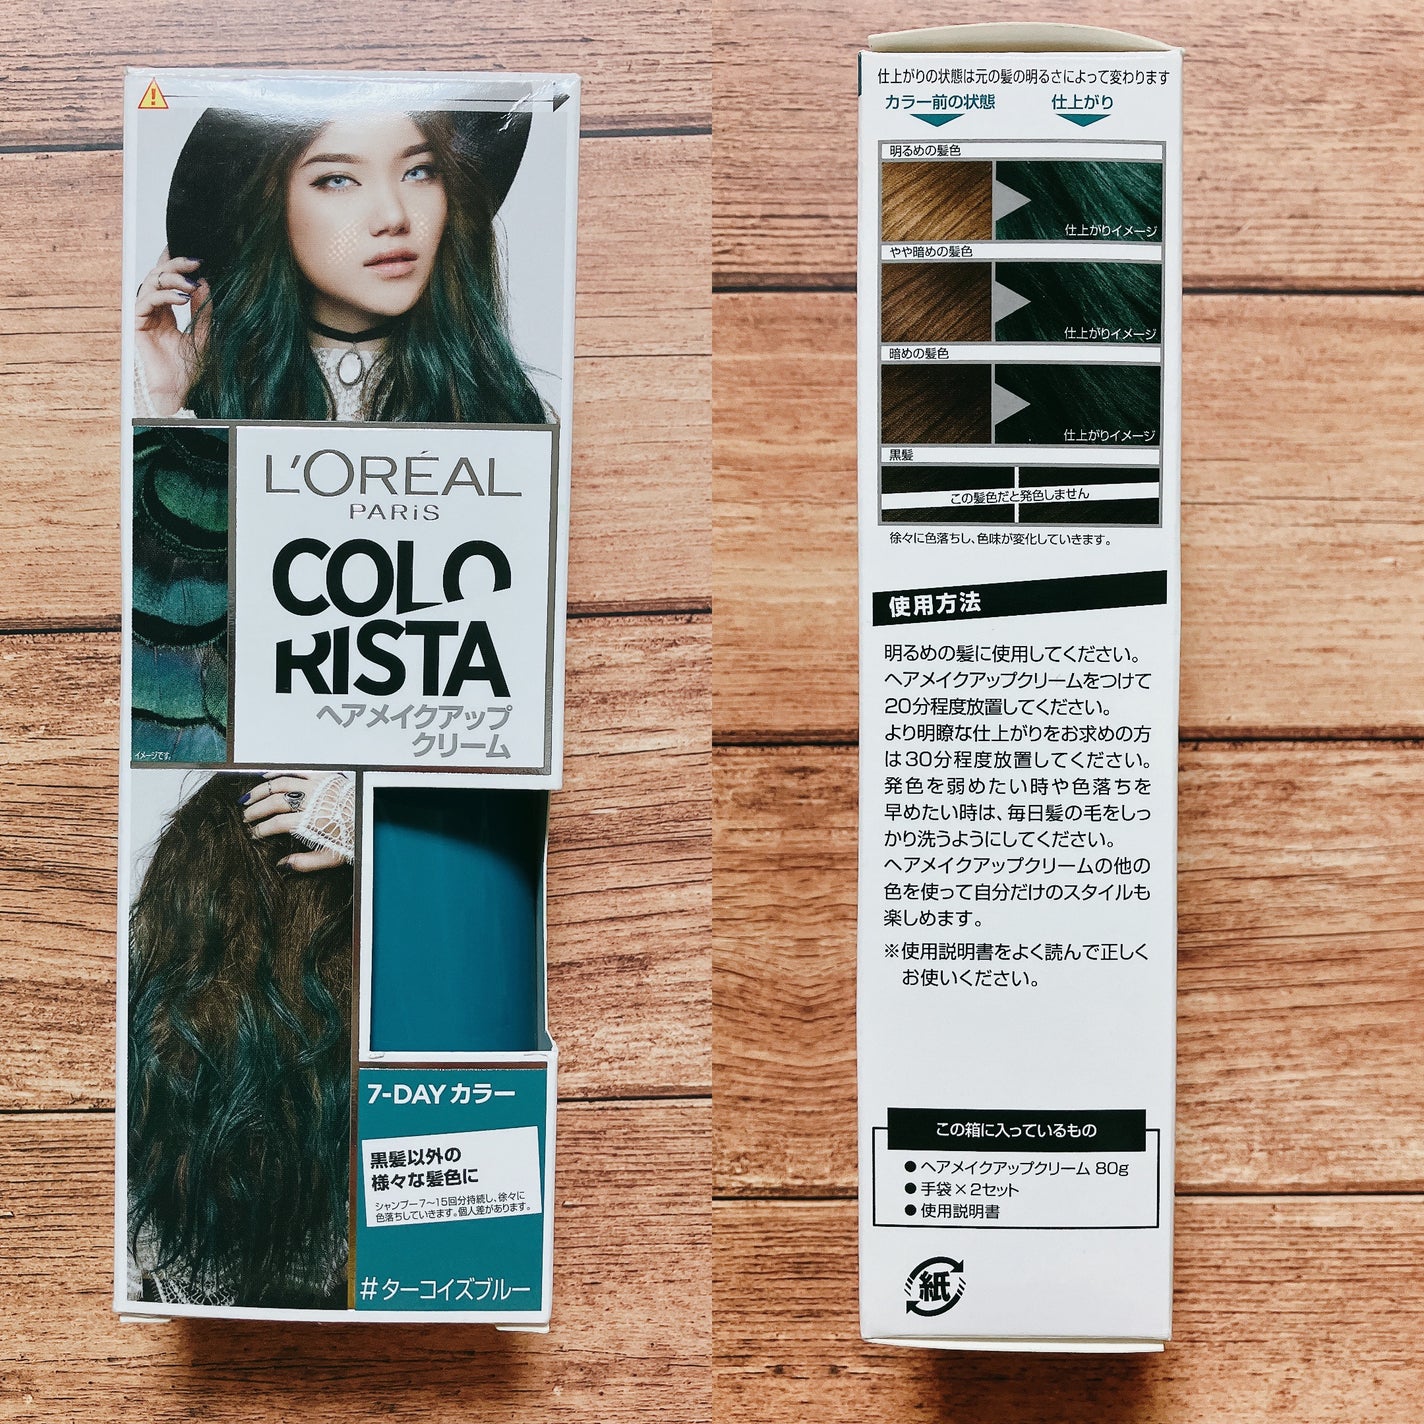 L'ORÉAL
PARiS
COLO
RISTA
ヘアメイクアップ
クリーム
イメージです。
7-DAY カラー
黒髪以外の
様々な髪色に
シャンプー7〜15回分持続し、徐々に
色落ちしていきます。個人差があります。
#ターコイズブルー
仕上がりの状態は元の髪の明るさによって変わります
カラー前の状態 仕上がり
明るめの髪色
仕上がりイメージ
やや暗めの髪色
仕上がりイメージ
暗めの髪色
仕上がりイメージ
黒髪
この髪色だと発色しません
徐々に色落ちし、色味が変化していきます。
使用方法
明るめの髪に使用してください。
ヘアメイクアップクリームをつけて
20分程度放置してください。
より明瞭な仕上がりをお求めの方
は30分程度放置してください。
発色を弱めたい時や色落ちを
早めたい時は、毎日髪の毛をしっ
かり洗うようにしてください。
ヘアメイクアップクリームの他の
色を使って自分だけのスタイルも
楽しめます。
※使用説明書をよく読んで正しく
お使いください。
この箱に入っているもの
●ヘアメイクアップクリーム 80g
●手袋×2セット
●使用説明書
紙